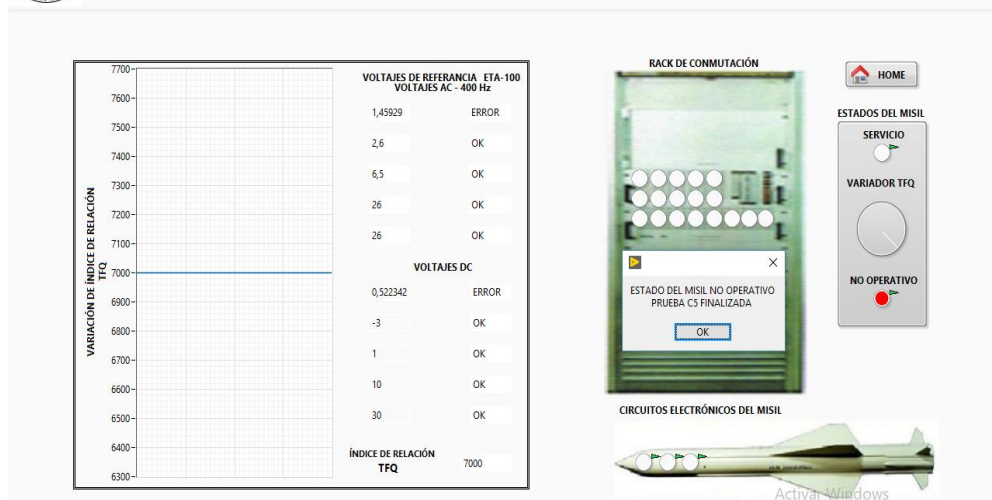 VARIACIÓN DE ÍNDICE DE RELACIÓN
TFQ
7700
7600
7500
7400
7300
7200
7100
7000
6900
6800
6700
6600
6500
6400
6300
VOLTAJES DE REFERANCIA ETA-100
VOLTAJES AC - 400 Hz
1,45929 ERROR
2,6 OK
6,5 OK
26 OK
26 OK
VOLTAJES DC
0,522342 ERROR
-3 OK
1 OK
10 OK
30 OK
ÍNDICE DE RELACIÓN
TFQ 7000
RACK DE CONMUTACIÓN
ESTADO DEL MISIL NO OPERATIVO
PRUEBA C5 FINALIZADA
OK
CIRCUITOS ELECTRÓNICOS DEL MISIL
HOME
ESTADOS DEL MISIL
SERVICIO
VARIADOR TFQ
NO OPERATIVO
Activar Windows